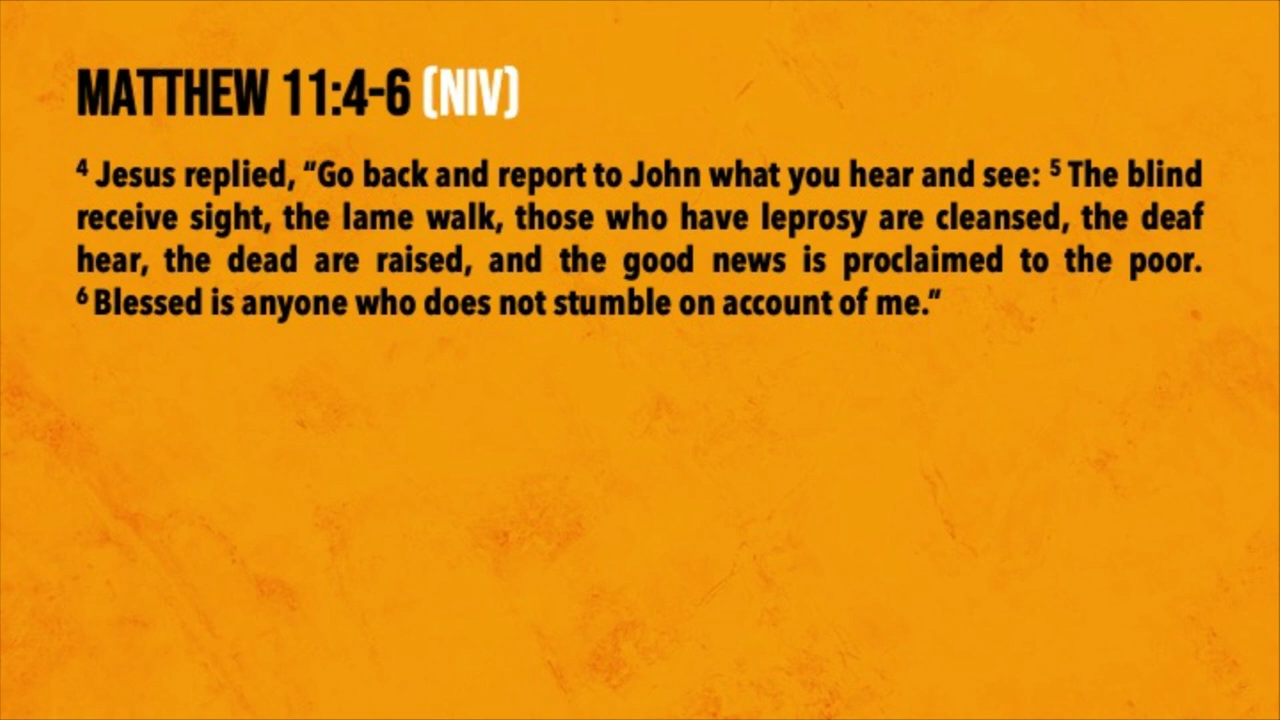 MATTHEW 11:4-6 (NIV)
⁴ Jesus replied, “Go back and report to John what you hear and see: ⁵ The blind
receive sight, the lame walk, those who have leprosy are cleansed, the deaf
hear, the dead are raised, and the good news is proclaimed to the poor.
⁶ Blessed is anyone who does not stumble on account of me.”